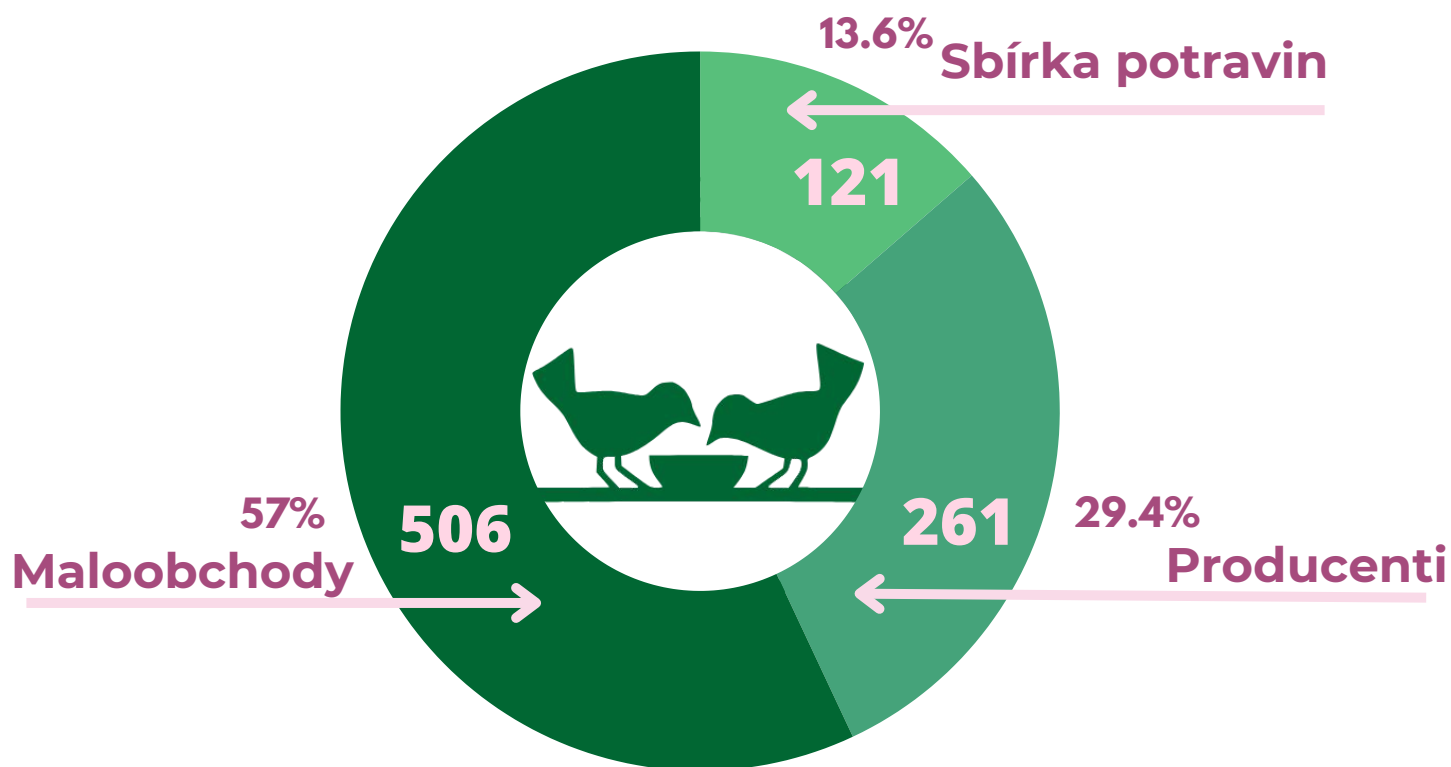 13.6%
Sbírka potravin
121
57%
506
Maloobchody
261
29.4%
Producenti